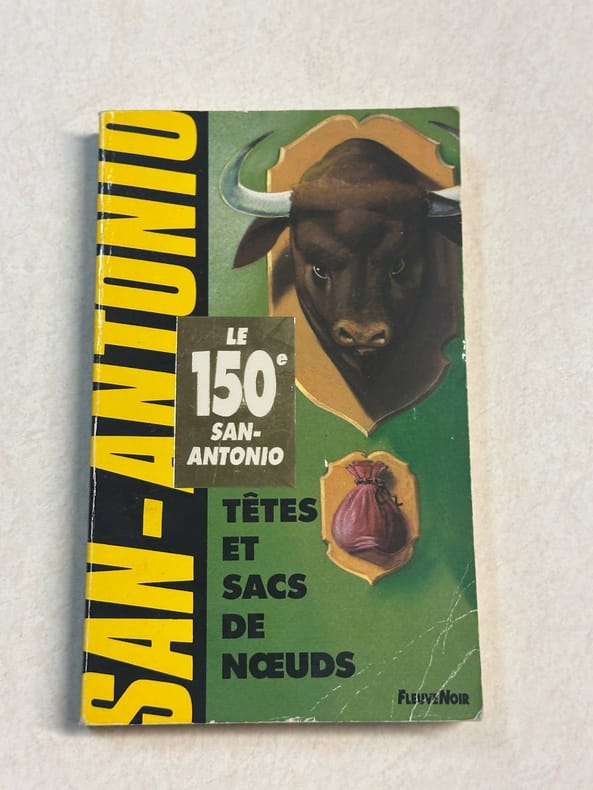 SAN-ANTONIO
LE
150e
SAN-
ANTONIO
TÊTES
ET
SACS
DE
NŒUDS
FLEUVE NOIR